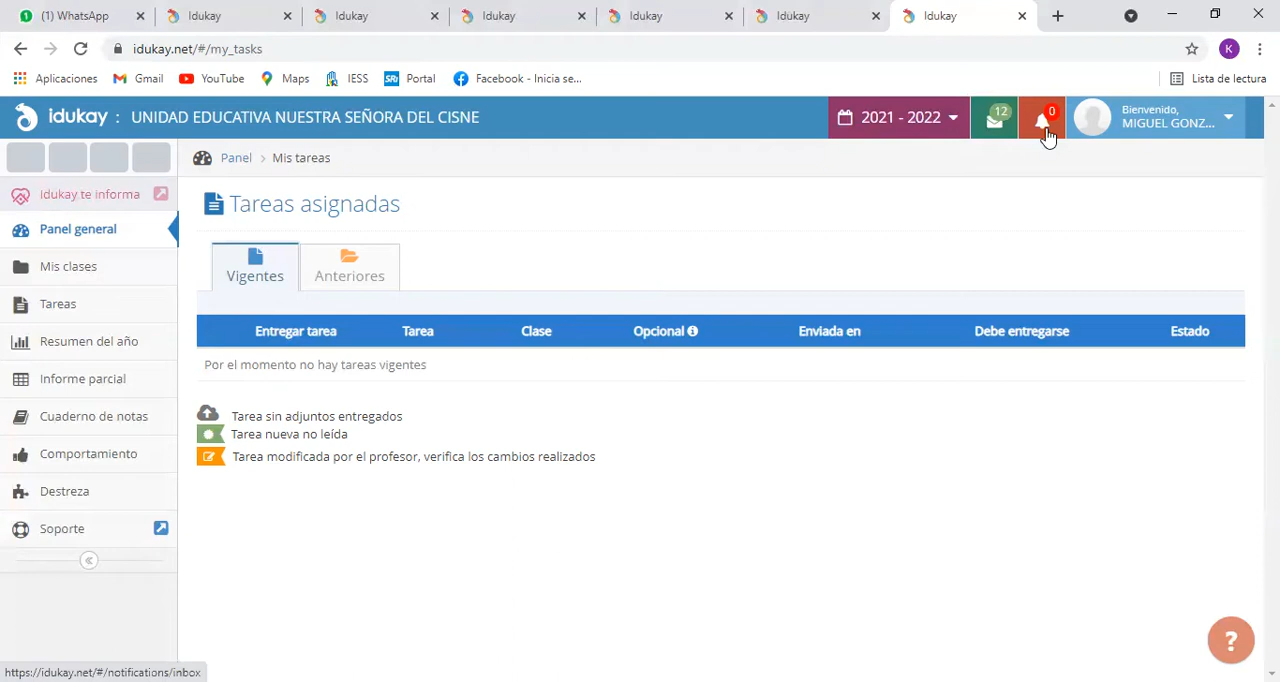 (1) WhatsApp
Idukay
Idukay
Idukay
Idukay
Idukay
Idukay
idukay.net/#/my_tasks
K
Aplicaciones
Gmail
YouTube
Maps
IESS
SRi Portal
Facebook - Inicia se...
Lista de lectura
idukay : UNIDAD EDUCATIVA NUESTRA SEÑORA DEL CISNE
2021 - 2022
12
0
Bienvenido,
MIGUEL GONZ...
Panel > Mis tareas
Idukay te informa
Panel general
Mis clases
Tareas
Resumen del año
Informe parcial
Cuaderno de notas
Comportamiento
Destreza
Soporte
Tareas asignadas
Vigentes
Anteriores
Entregar tarea Tarea Clase Opcional Enviada en Debe entregarse Estado
Por el momento no hay tareas vigentes
Tarea sin adjuntos entregados
Tarea nueva no leída
Tarea modificada por el profesor, verifica los cambios realizados
?
https://idukay.net/#/notifications/inbox